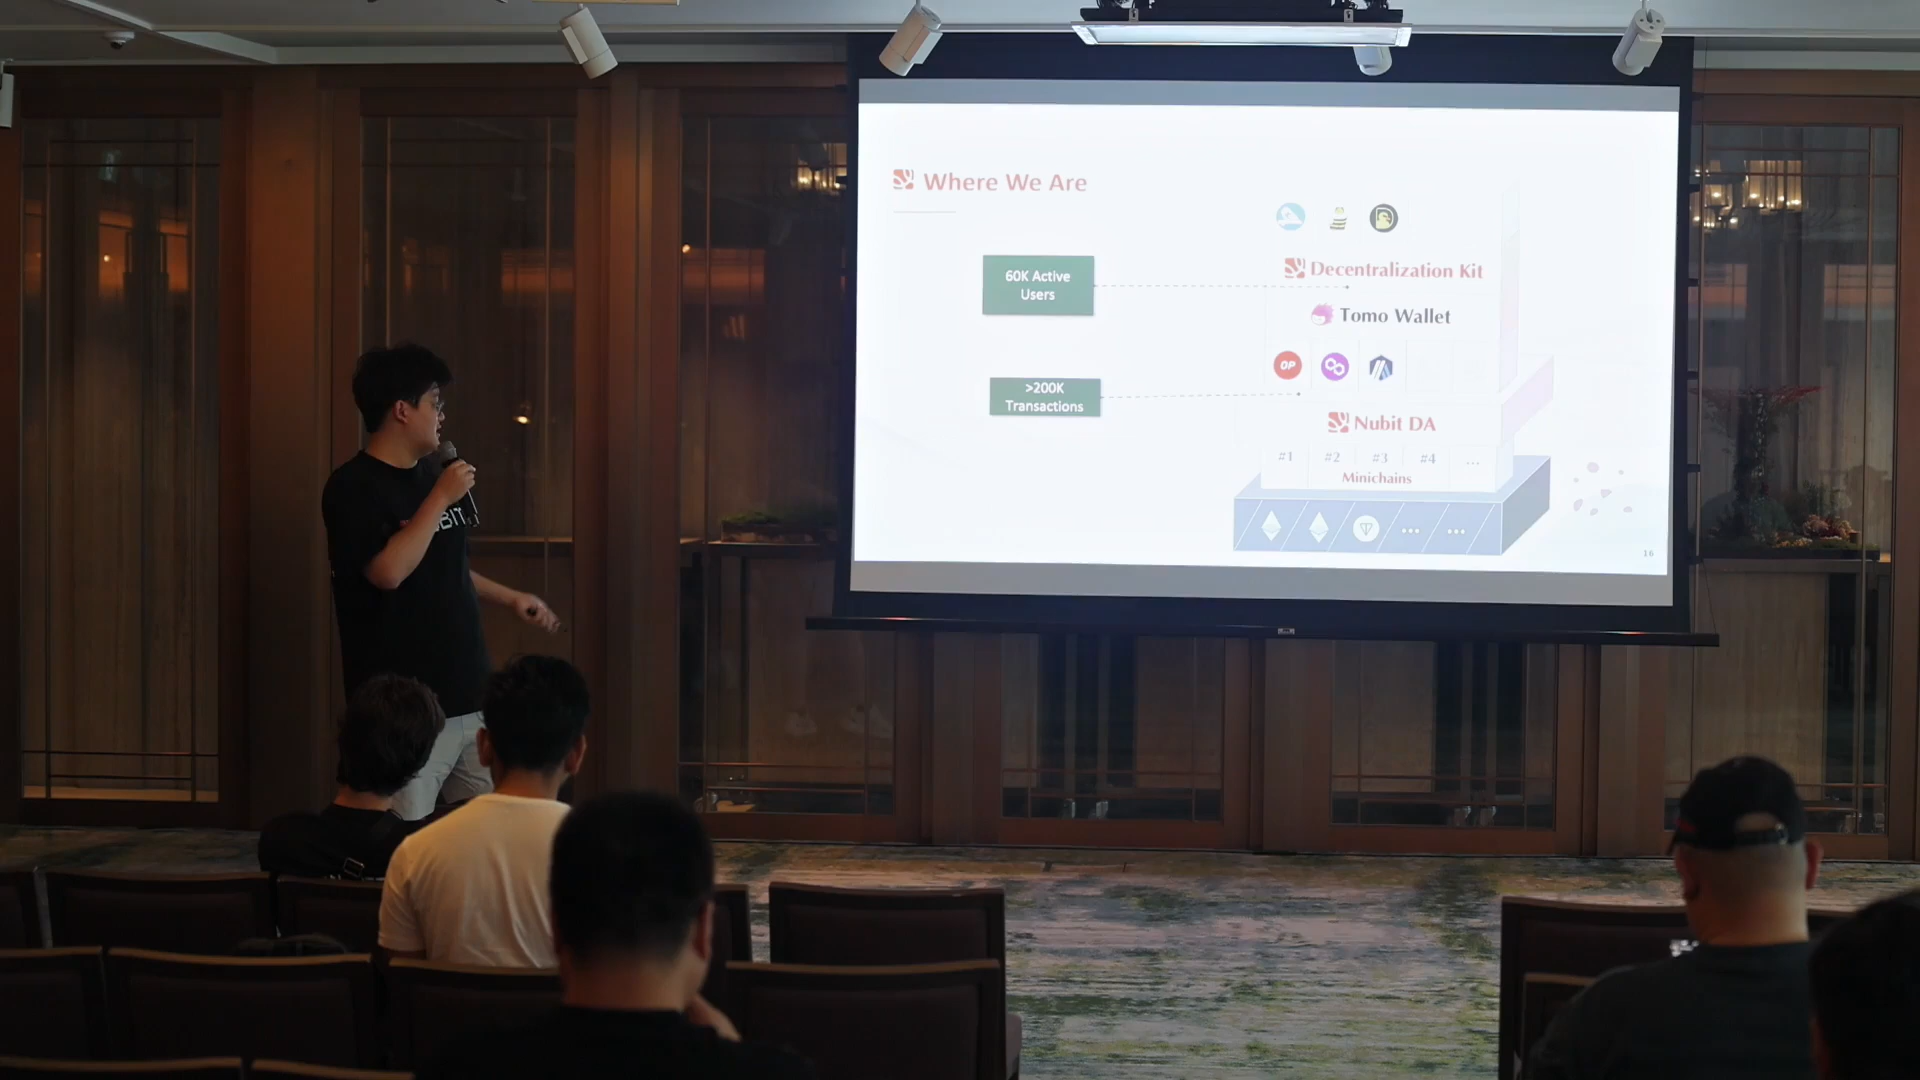 Where We Are
60K Active
Users
Decentralization Kit
Tomo Wallet
OP
>200K
Transactions
Nubit DA
#1 #2 #3 #4 ...
Minichains
16